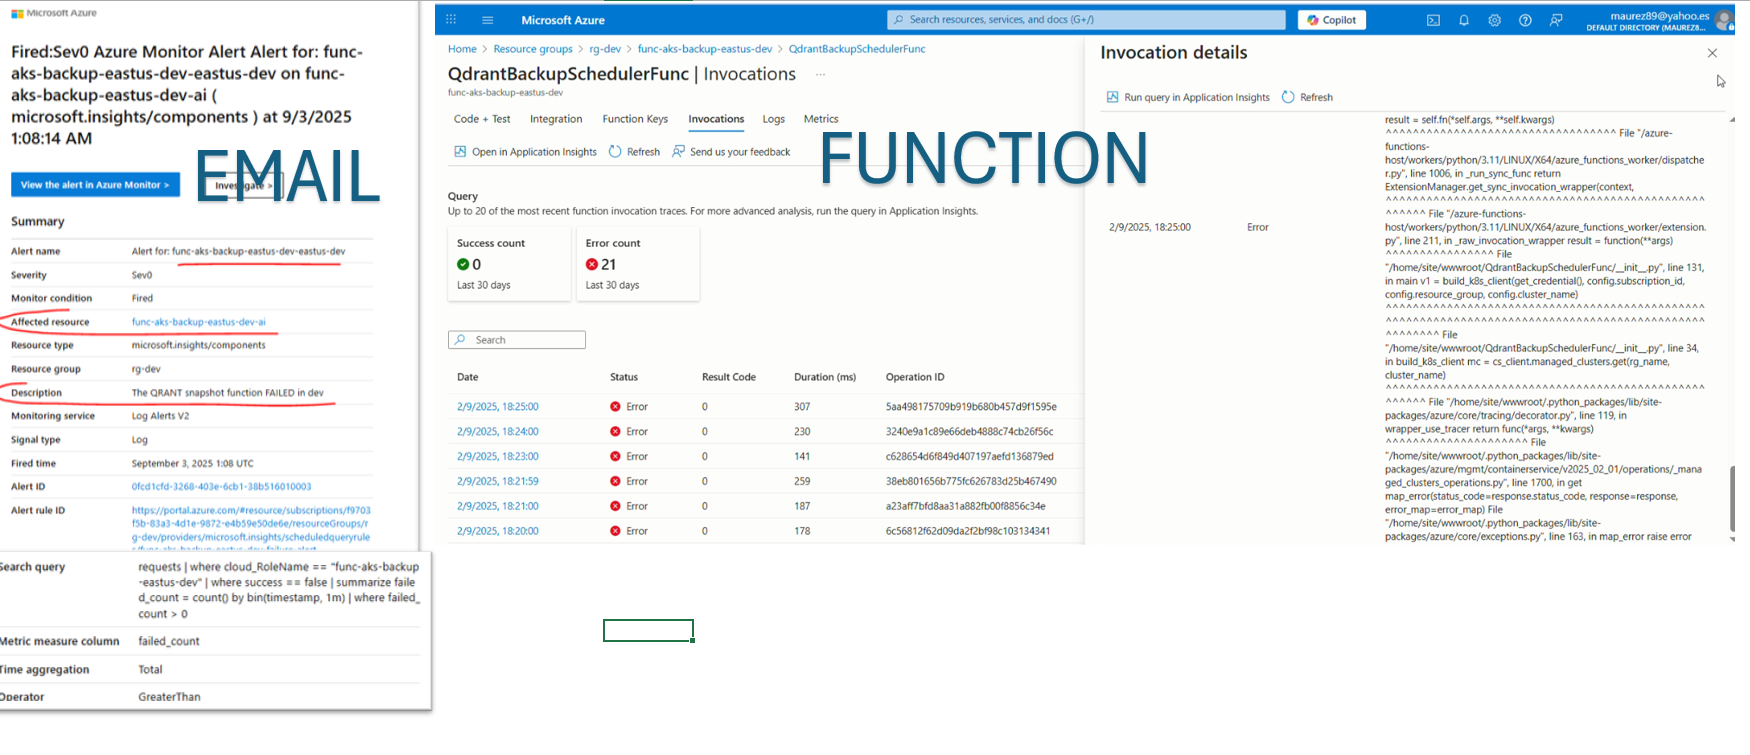 Microsoft Azure
Fired:Sev0 Azure Monitor Alert Alert for: func-
aks-backup-eastus-dev-eastus-dev on func-
aks-backup-eastus-dev-ai (
microsoft.insights/components ) at 9/3/2025
1:08:14 AM
EMAIL
View the alert in Azure Monitor >
Investigate >
Summary
Alert name Alert for: func-aks-backup-eastus-dev-eastus-dev
Severity Sev0
Monitor condition Fired
Affected resource func-aks-backup-eastus-dev-ai
Resource type microsoft.insights/components
Resource group rg-dev
Description The QRANT snapshot function FAILED in dev
Monitoring service Log Alerts V2
Signal type Log
Fired time September 3, 2025 1:08 UTC
Alert ID 0fcd1cfd-3268-403e-6cb1-38b516010003
Alert rule ID https://portal.azure.com/#resource/subscriptions/f9703
f5b-83a3-4d1e-9872-e4b59e50de6e/resourceGroups/r
g-dev/providers/microsoft.insights/scheduledqueryrule
s/func-aks-backup-eastus-dev-failure-alert
Search query requests | where cloud_RoleName == "func-aks-backup
-eastus-dev" | where success == false | summarize faile
d_count = count() by bin(timestamp, 1m) | where failed_
count > 0
Metric measure column failed_count
Time aggregation Total
Operator GreaterThan
Microsoft Azure
Search resources, services, and docs (G+/)
Copilot
maurez89@yahoo.es
DEFAULT DIRECTORY (MAUREZ8...
Home > Resource groups > rg-dev > func-aks-backup-eastus-dev > QdrantBackupSchedulerFunc
QdrantBackupSchedulerFunc | Invocations ...
func-aks-backup-eastus-dev
Code + Test Integration Function Keys Invocations Logs Metrics
FUNCTION
Open in Application Insights Refresh Send us your feedback
Query
Up to 20 of the most recent function invocation traces. For more advanced analysis, run the query in Application Insights.
Success count
0
Last 30 days
Error count
21
Last 30 days
Search
Date Status Result Code Duration (ms) Operation ID
2/9/2025, 18:25:00 Error 0 307 5aa498175709b919b680b457d9f1595e
2/9/2025, 18:24:00 Error 0 230 3240e9a1c89e66deb4888c74cb26f56c
2/9/2025, 18:23:00 Error 0 141 c628654d6f849d407197aefd136879ed
2/9/2025, 18:21:59 Error 0 259 38eb801656b775fc626783d25b467490
2/9/2025, 18:21:00 Error 0 187 a23aff7bfd8aa31a882fb00f8856c34e
2/9/2025, 18:20:00 Error 0 178 6c56812f62d09da2f2bf98c103134341
Invocation details
Run query in Application Insights Refresh
2/9/2025, 18:25:00 Error
result = self.fn(*self.args, **self.kwargs)
^^^^^^^^^^^^^^^^^^^^^^^^^^^^^^^^^^ File "/azure-
functions-
host/workers/python/3.11/LINUX/X64/azure_functions_worker/dispatche
r.py", line 1006, in _run_sync_func return
ExtensionManager.get_sync_invocation_wrapper(context,
^^^^^^^^^^^^^^^^^^^^^^^^^^^^^^^^^^^^^^^^^^^^^^^
^^^^^^ File "/azure-functions-
host/workers/python/3.11/LINUX/X64/azure_functions_worker/extension.
py", line 211, in _raw_invocation_wrapper result = function(**args)
^^^^^^^^^^^^^^^^ File
"/home/site/wwwroot/QdrantBackupSchedulerFunc/__init__.py", line 131,
in main v1 = build_k8s_client(get_credential(), config.subscription_id,
config.resource_group, config.cluster_name)
^^^^^^^^^^^^^^^^^^^^^^^^^^^^^^^^^^^^^^^^^^^^^^^
^^^^^^^^^^^^^^^^^^^^^^^^^^^^^^^^^^^^^^^^^^^^^^^
^^^^^^^^ File
"/home/site/wwwroot/QdrantBackupSchedulerFunc/__init__.py", line 34,
in build_k8s_client mc = cs_client.managed_clusters.get(rg_name,
cluster_name)
^^^^^^^^^^^^^^^^^^^^^^^^^^^^^^^^^^^^^^^^^^^^^^^
^^^^^^ File "/home/site/wwwroot/.python_packages/lib/site-
packages/azure/core/tracing/decorator.py", line 119, in
wrapper_use_tracer return func(*args, **kwargs)
^^^^^^^^^^^^^^^^^^^^^ File
"/home/site/wwwroot/.python_packages/lib/site-
packages/azure/mgmt/containerservice/v2025_02_01/operations/_mana
ged_clusters_operations.py", line 1700, in get
map_error(status_code=response.status_code, response=response,
error_map=error_map) File
"/home/site/wwwroot/.python_packages/lib/site-
packages/azure/core/exceptions.py", line 163, in map_error raise error